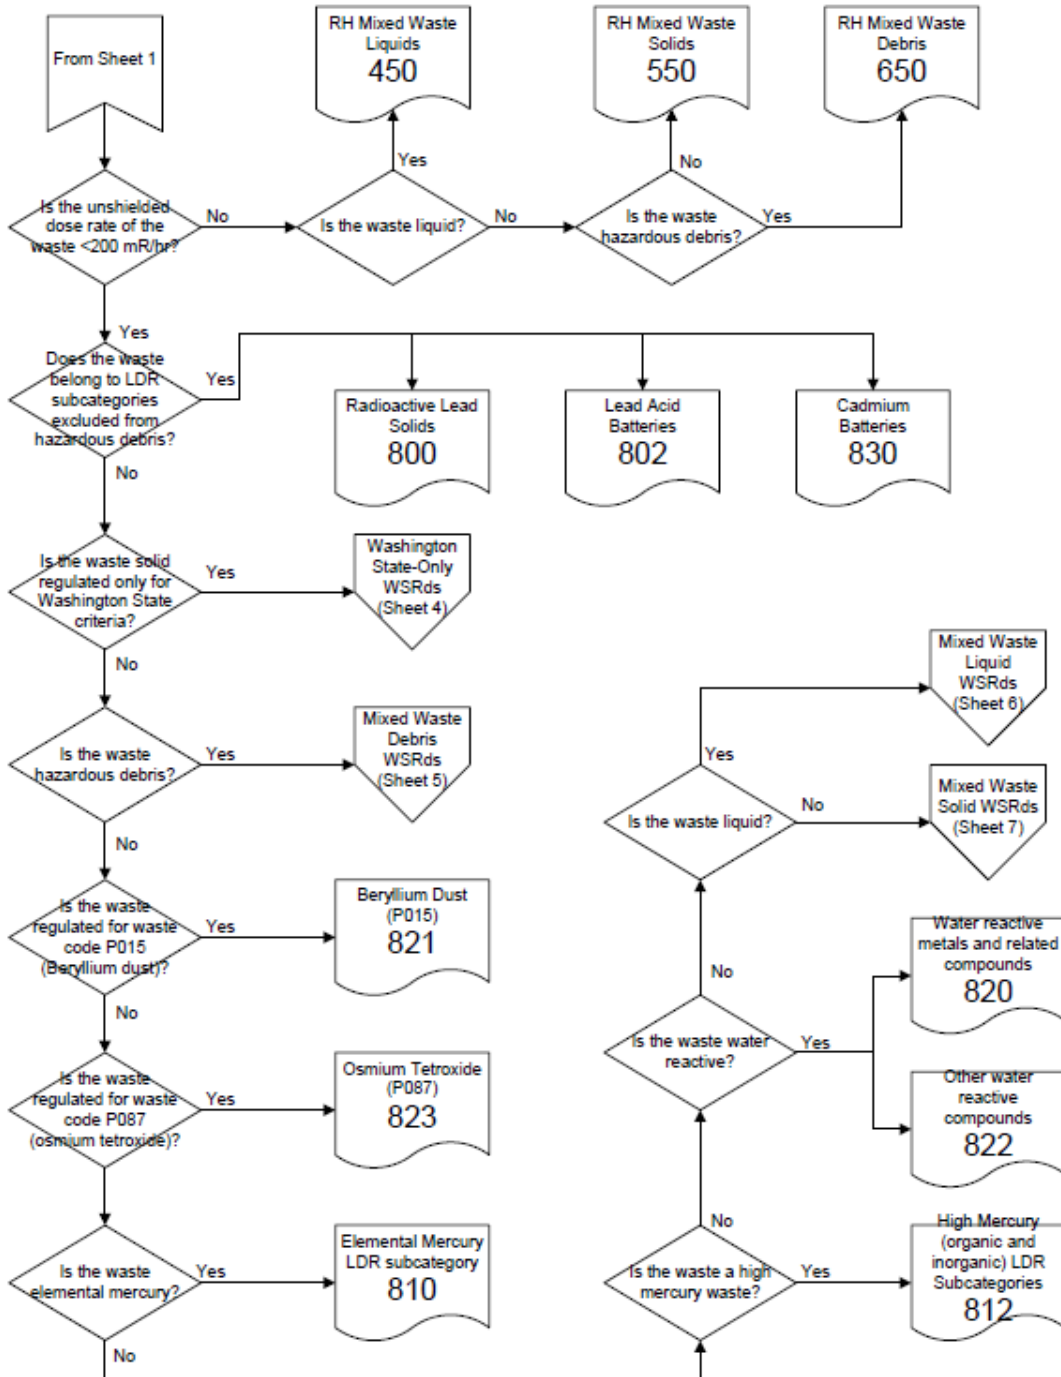 From Sheet 1
RH Mixed Waste
Liquids
450
RH Mixed Waste
Solids
550
RH Mixed Waste
Debris
650
Yes
No
Is the unshielded
dose rate of the
waste <200 mR/hr?
No
Is the waste liquid?
No
Is the waste
hazardous debris?
Yes
Yes
Does the waste
belong to LDR
subcategories
excluded from
hazardous debris?
Yes
Radioactive Lead
Solids
800
Lead Acid
Batteries
802
Cadmium
Batteries
830
No
Is the waste solid
regulated only for
Washington State
criteria?
Yes
Washington
State-Only
WSRds
(Sheet 4)
No
Is the waste
hazardous debris?
Yes
Mixed Waste
Debris
WSRds
(Sheet 5)
No
Is the waste
regulated for waste
code P015
(Beryllium dust)?
Yes
Beryllium Dust
(P015)
821
No
Is the waste
regulated for waste
code P087
(osmium tetroxide)?
Yes
Osmium Tetroxide
(P087)
823
Is the waste
elemental mercury?
Yes
Elemental Mercury
LDR subcategory
810
No
Mixed Waste
Liquid
WSRds
(Sheet 6)
Yes
Is the waste liquid?
No
Mixed Waste
Solid WSRds
(Sheet 7)
No
Is the waste water
reactive?
Yes
Water reactive
metals and related
compounds
820
Other water
reactive
compounds
822
No
Is the waste a high
mercury waste?
Yes
High Mercury
(organic and
inorganic) LDR
Subcategories
812